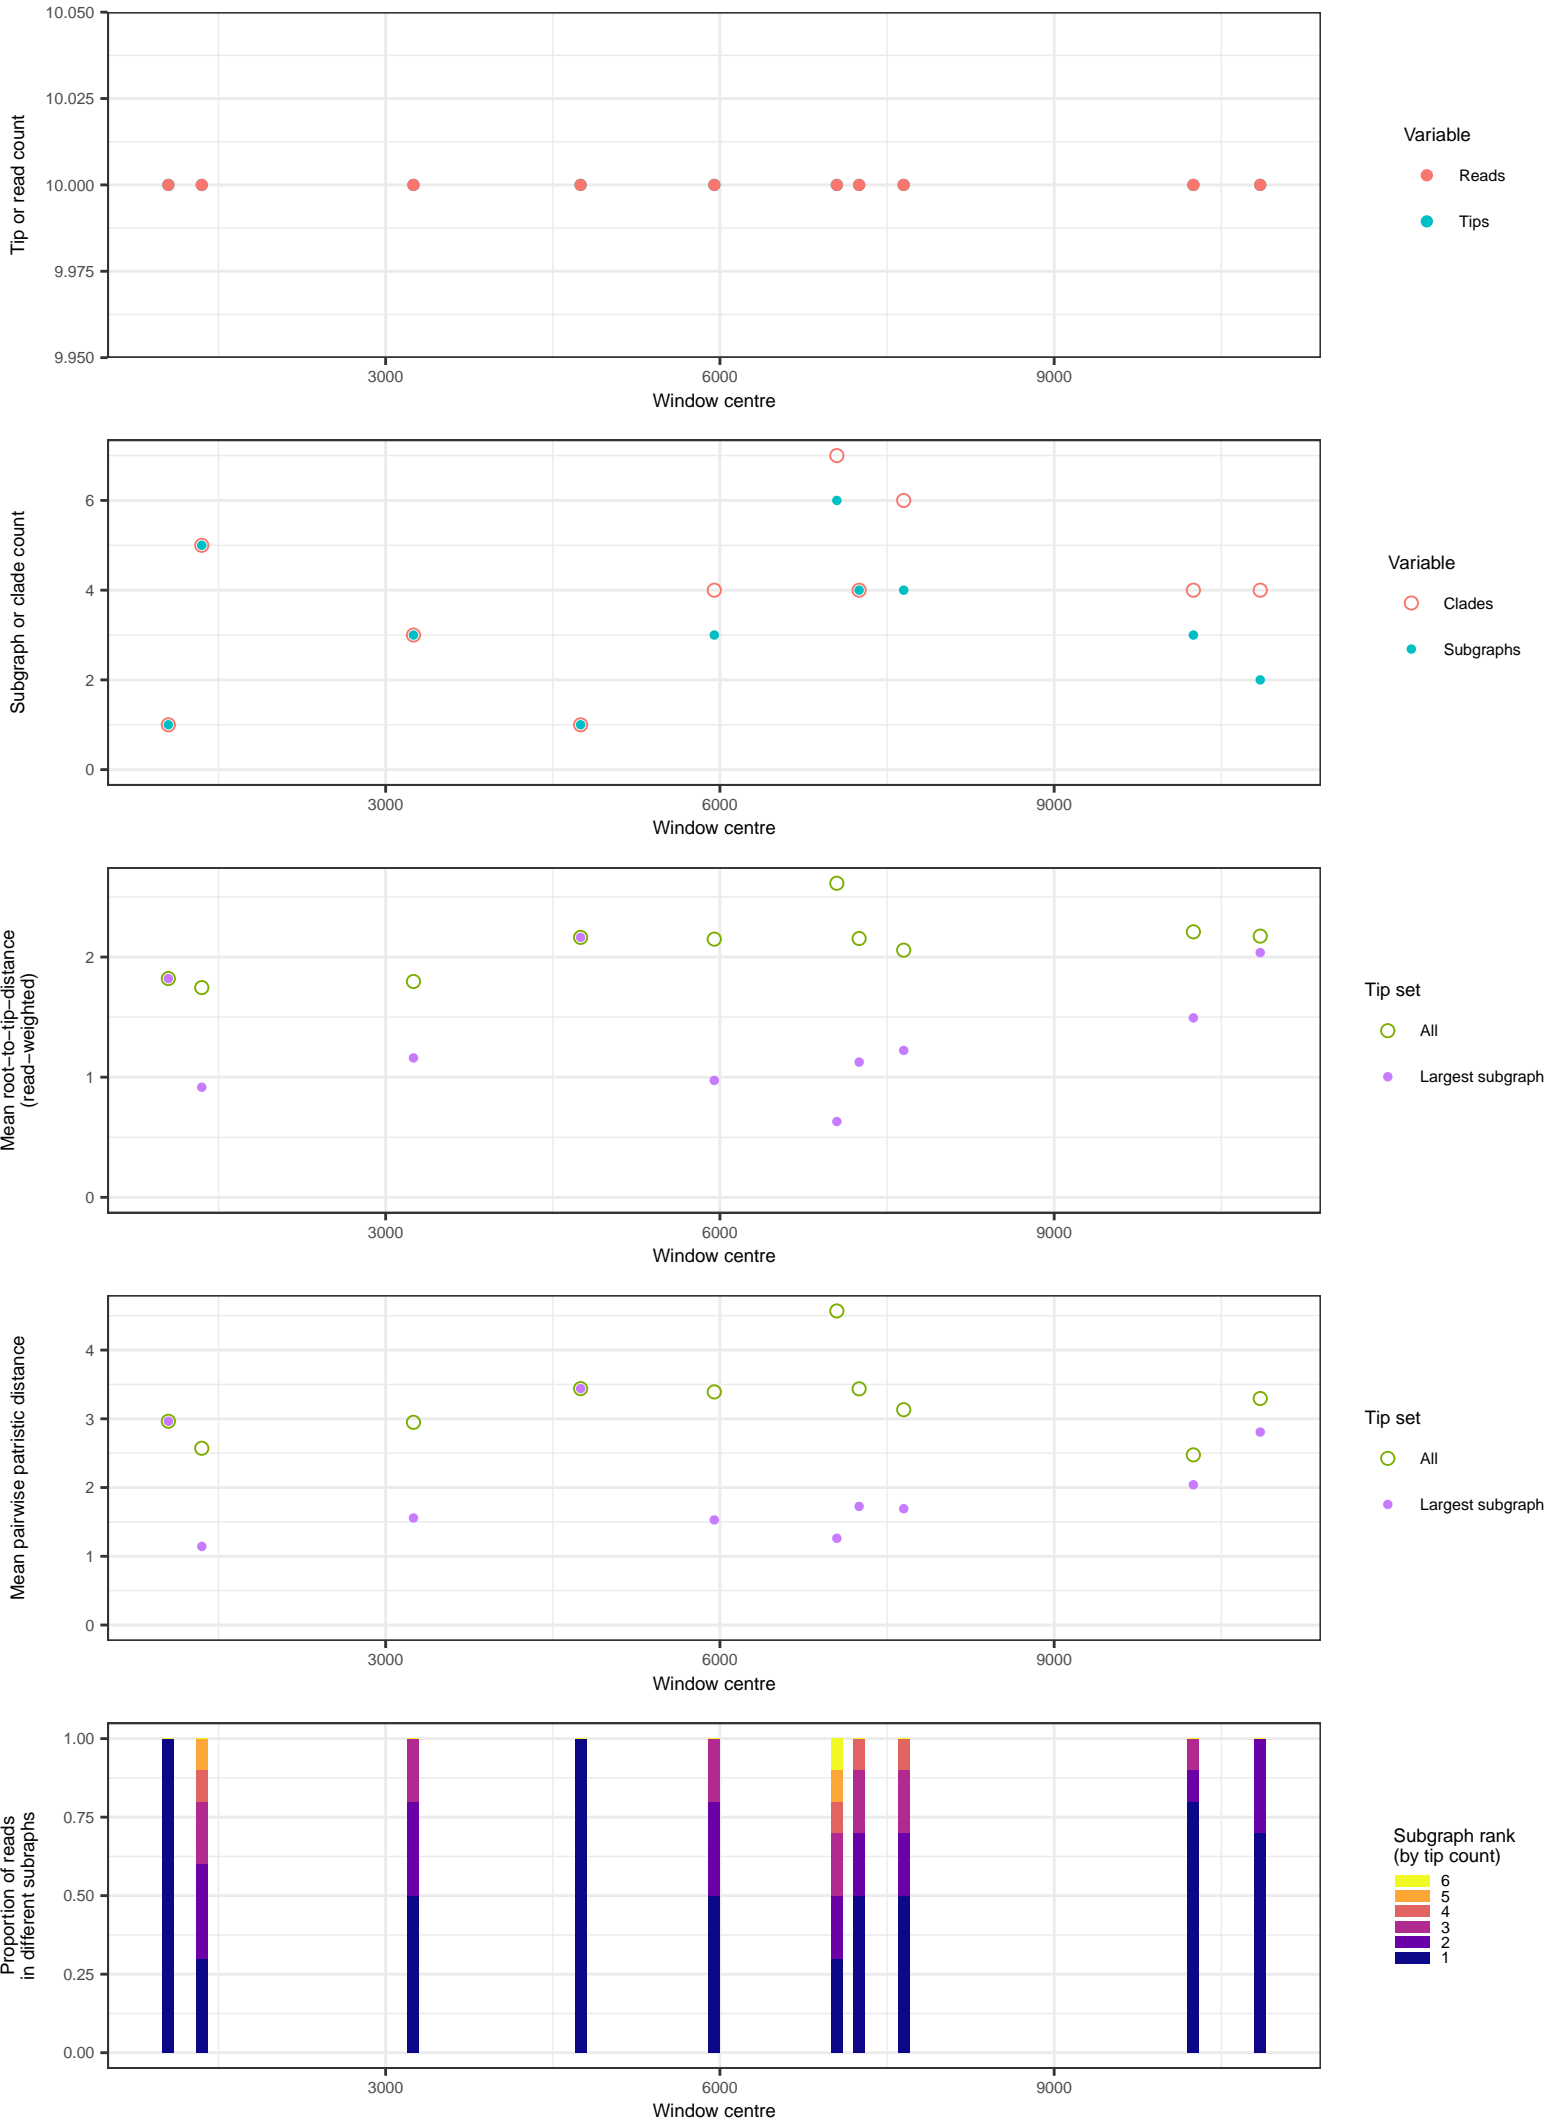 10.050
10.025
10.000
9.975
9.950
Tip or read count
3000
6000
9000
Window centre
Variable
Reads
Tips
6
4
2
0
Subgraph or clade count
3000
6000
9000
Window centre
Variable
Clades
Subgraphs
2
1
0
Mean root−to−tip−distance
(read−weighted)
3000
6000
9000
Window centre
Tip set
All
Largest subgraph
4
3
2
1
0
Mean pairwise patristic distance
3000
6000
9000
Window centre
Tip set
All
Largest subgraph
1.00
0.75
0.50
0.25
0.00
Proportion of reads
in different subraphs
3000
6000
9000
Window centre
Subgraph rank
(by tip count)
6
5
4
3
2
1